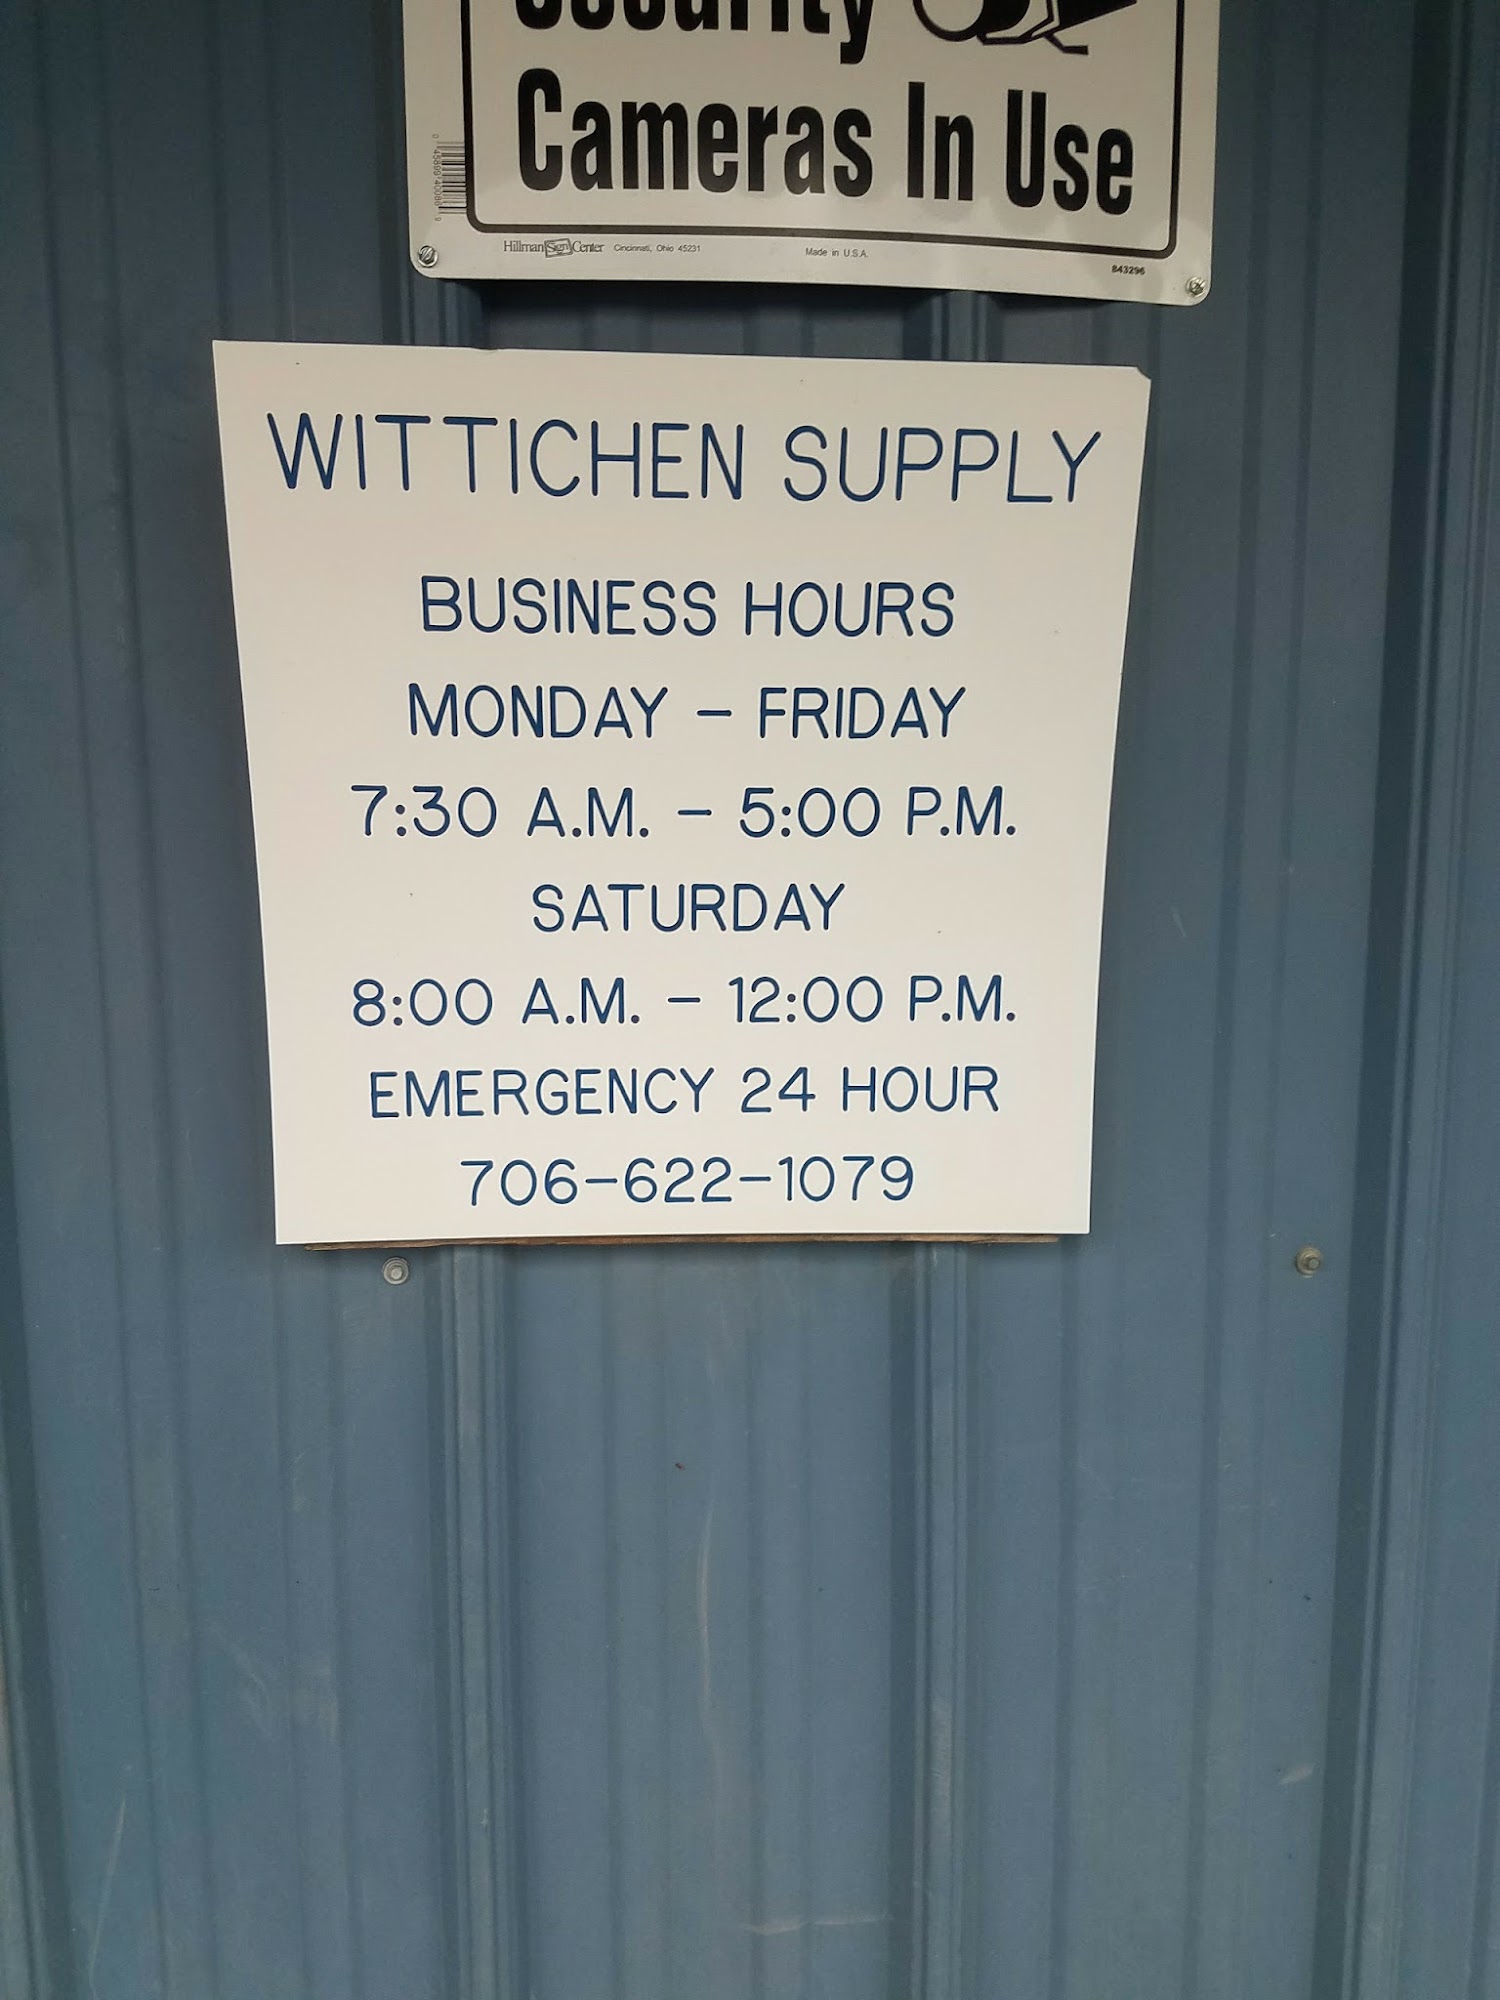 Security
Cameras In Use
Hillman Sign Center Cincinnati, Ohio 45231 Made in U.S.A.
843296
WITTICHEN SUPPLY
BUSINESS HOURS
MONDAY - FRIDAY
7:30 A.M. - 5:00 P.M.
SATURDAY
8:00 A.M. - 12:00 P.M.
EMERGENCY 24 HOUR
706-622-1079